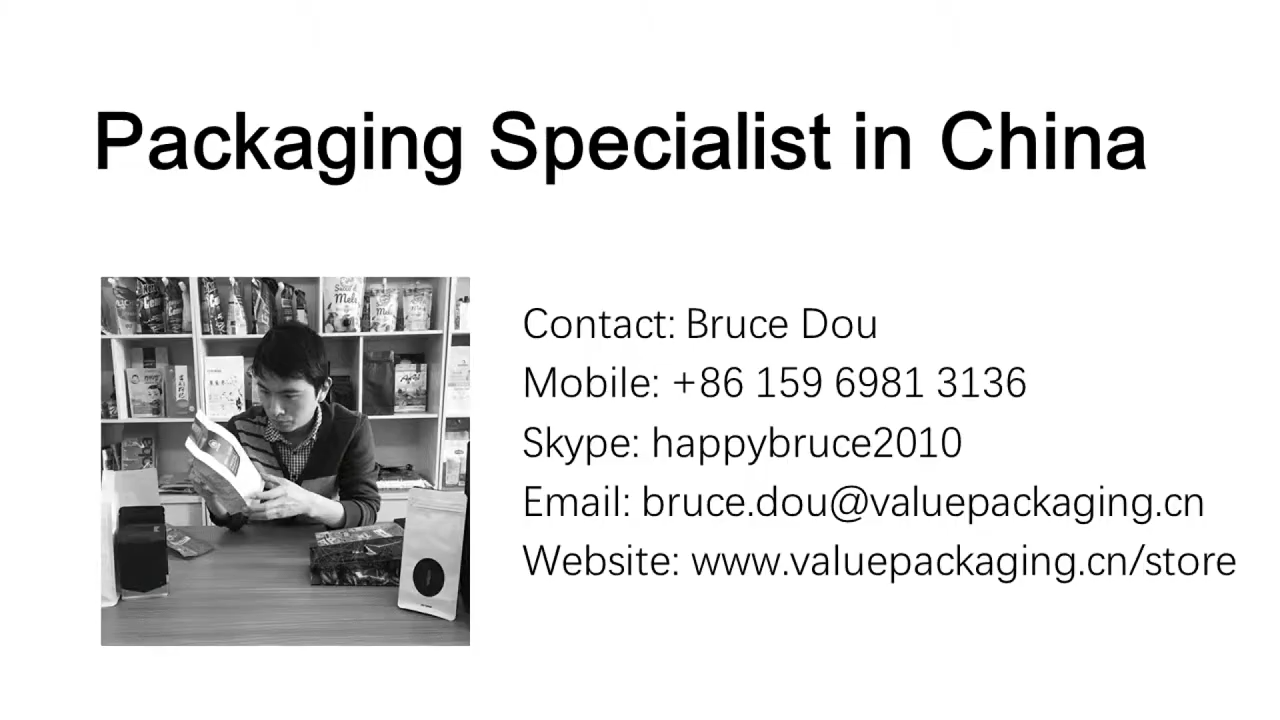 Packaging Specialist in China
Contact: Bruce Dou
Mobile: +86 159 6981 3136
Skype: happybruce2010
Email: bruce.dou@valuepackaging.cn
Website: www.valuepackaging.cn/store